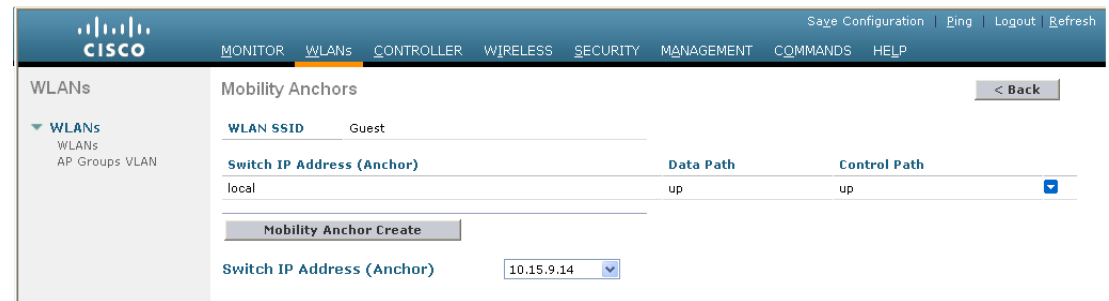 Save Configuration | Ping | Logout | Refresh
CISCO
MONITOR WLANs CONTROLLER WIRELESS SECURITY MANAGEMENT COMMANDS HELP
WLANs
WLANs
WLANs
AP Groups VLAN
Mobility Anchors
< Back
WLAN SSID Guest
Switch IP Address (Anchor) Data Path Control Path
local up up
Mobility Anchor Create
Switch IP Address (Anchor) 10.15.9.14